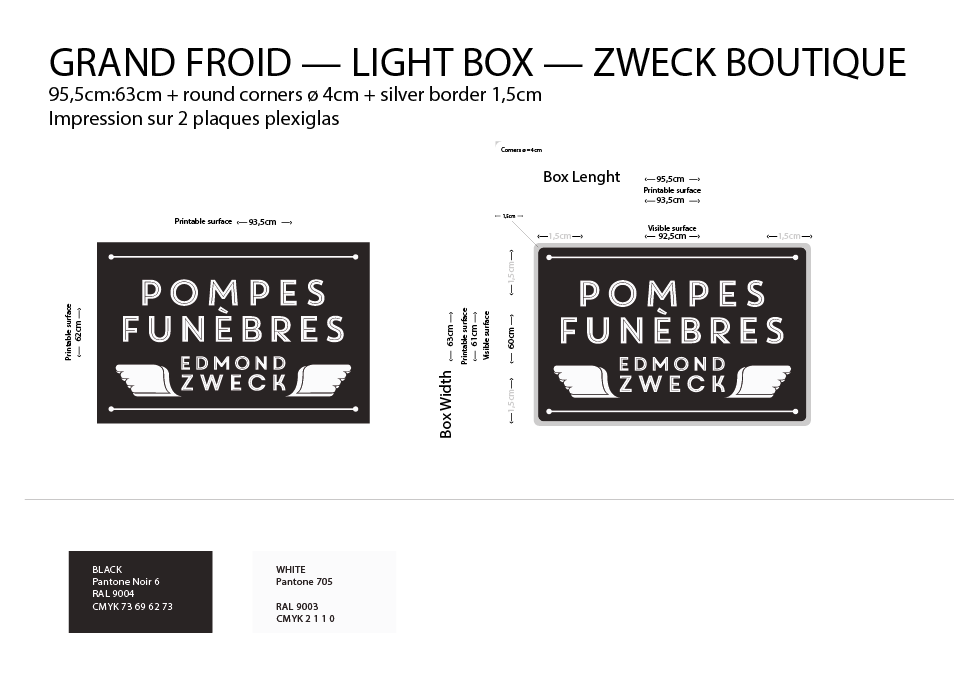 GRAND FROID — LIGHT BOX — ZWECK BOUTIQUE
95,5cm:63cm + round corners ø 4cm + silver border 1,5cm
Impression sur 2 plaques plexiglas
Corners ø = 4cm
Box Lenght
95,5cm
Printable surface
93,5cm
Printable surface 93,5cm
1,5cm
Visible surface
1,5cm
92,5cm
1,5cm
Printable surface
62cm
POMPES
FUNÈBRES
EDMOND
ZWECK
Box Width
63cm
Printable surface
61cm
Visible surface
1,5cm
60cm
1,5cm
POMPES
FUNÈBRES
EDMOND
ZWECK
BLACK
Pantone Noir 6
RAL 9004
CMYK 73 69 62 73
WHITE
Pantone 705
RAL 9003
CMYK 2 1 1 0